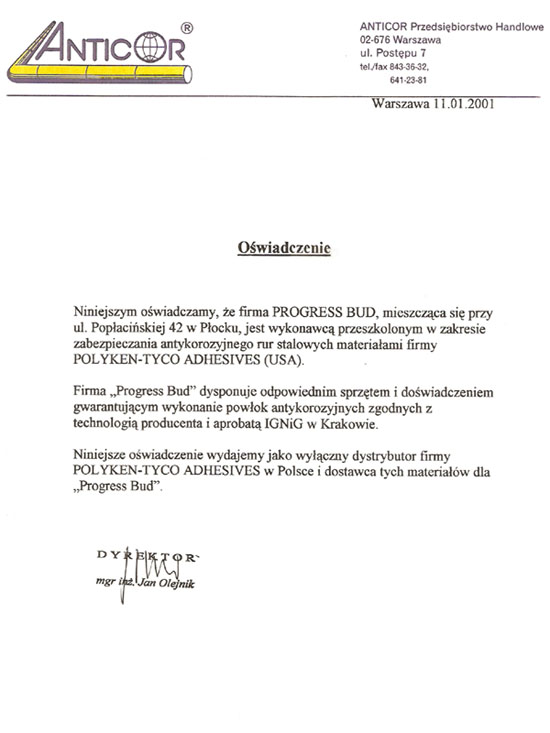 ANTICOR®
ANTICOR Przedsiębiorstwo Handlowe
02-676 Warszawa
ul. Postępu 7
tel./fax 843-36-32,
641-23-81
Warszawa 11.01.2001
Oświadczenie
Niniejszym oświadczamy, że firma PROGRESS BUD, mieszcząca się przy
ul. Popłacińskiej 42 w Płocku, jest wykonawcą przeszkolonym w zakresie
zabezpieczania antykorozyjnego rur stalowych materiałami firmy
POLYKEN-TYCO ADHESIVES (USA).
Firma „Progress Bud” dysponuje odpowiednim sprzętem i doświadczeniem
gwarantującym wykonanie powłok antykorozyjnych zgodnych z
technologią producenta i aprobatą IGNiG w Krakowie.
Niniejsze oświadczenie wydajemy jako wyłączny dystrybutor firmy
POLYKEN-TYCO ADHESIVES w Polsce i dostawca tych materiałów dla
„Progress Bud”.
DYREKTOR
mgr inż. Jan Olejnik